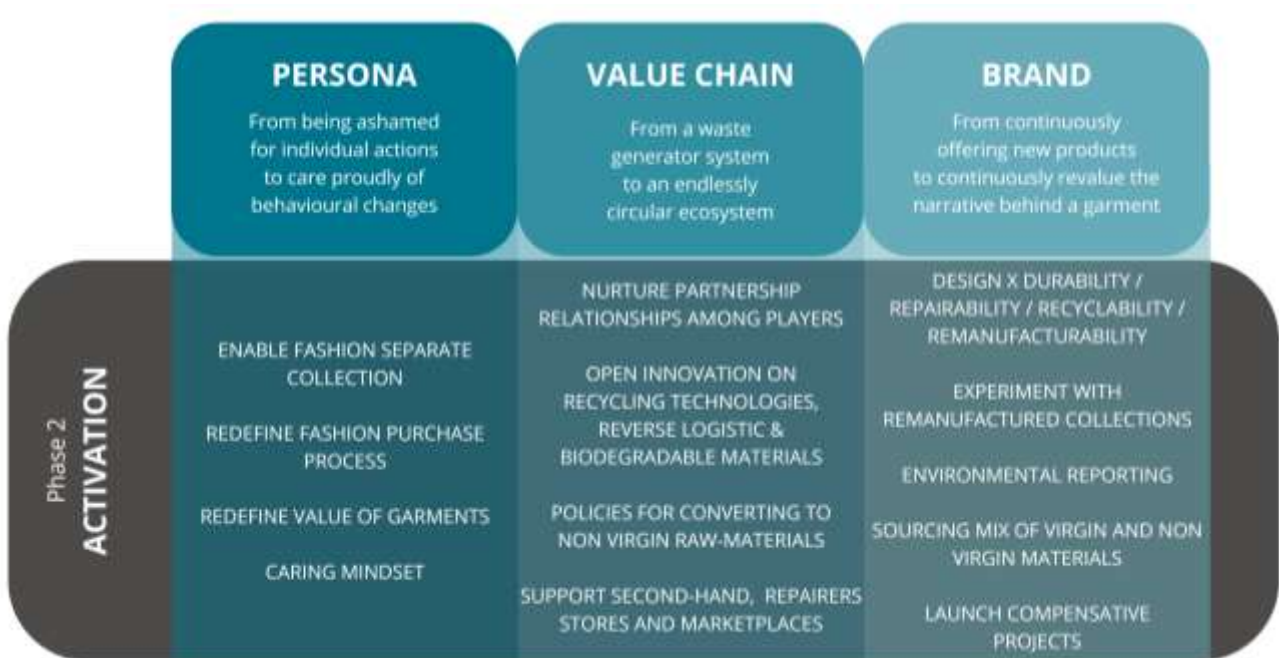 PERSONA
From being ashamed
for individual actions
to care proudly of
behavioural changes
VALUE CHAIN
From a waste
generator system
to an endlessly
circular ecosystem
BRAND
From continuously
offering new products
to continuously revalue the
narrative behind a garment
Phase 2
ACTIVATION
ENABLE FASHION SEPARATE
COLLECTION
REDEFINE FASHION PURCHASE
PROCESS
REDEFINE VALUE OF GARMENTS
CARING MINDSET
NURTURE PARTNERSHIP
RELATIONSHIPS AMONG PLAYERS
OPEN INNOVATION ON
RECYCLING TECHNOLOGIES,
REVERSE LOGISTIC &
BIODEGRADABLE MATERIALS
POLICIES FOR CONVERTING TO
NON VIRGIN RAW-MATERIALS
SUPPORT SECOND-HAND, REPAIRERS
STORES AND MARKETPLACES
DESIGN X DURABILITY /
REPAIRABILITY / RECYCLABILITY /
REMANUFACTURABILITY
EXPERIMENT WITH
REMANUFACTURED COLLECTIONS
ENVIRONMENTAL REPORTING
SOURCING MIX OF VIRGIN AND NON
VIRGIN MATERIALS
LAUNCH COMPENSATIVE
PROJECTS